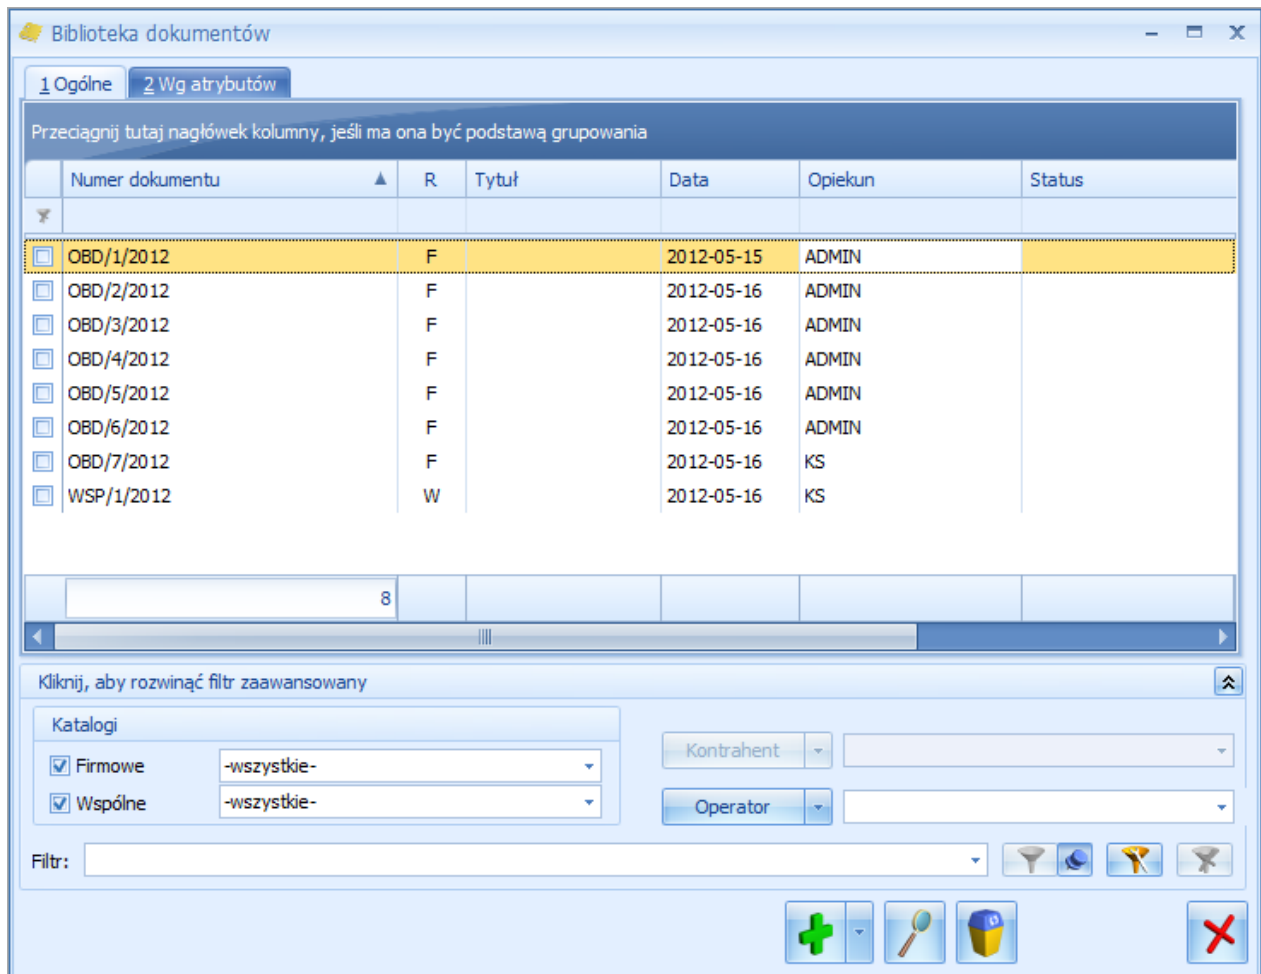 Biblioteka dokumentów
1 Ogólne 2 Wg atrybutów
Przeciągnij tutaj nagłówek kolumny, jeśli ma ona być podstawą grupowania
Numer dokumentu R Tytuł Data Opiekun Status
OBD/1/2012 F 2012-05-15 ADMIN
OBD/2/2012 F 2012-05-16 ADMIN
OBD/3/2012 F 2012-05-16 ADMIN
OBD/4/2012 F 2012-05-16 ADMIN
OBD/5/2012 F 2012-05-16 ADMIN
OBD/6/2012 F 2012-05-16 ADMIN
OBD/7/2012 F 2012-05-16 KS
WSP/1/2012 W 2012-05-16 KS
8
Kliknij, aby rozwinąć filtr zaawansowany
Katalogi
Firmowe -wszystkie- Kontrahent
Wspólne -wszystkie- Operator
Filtr: